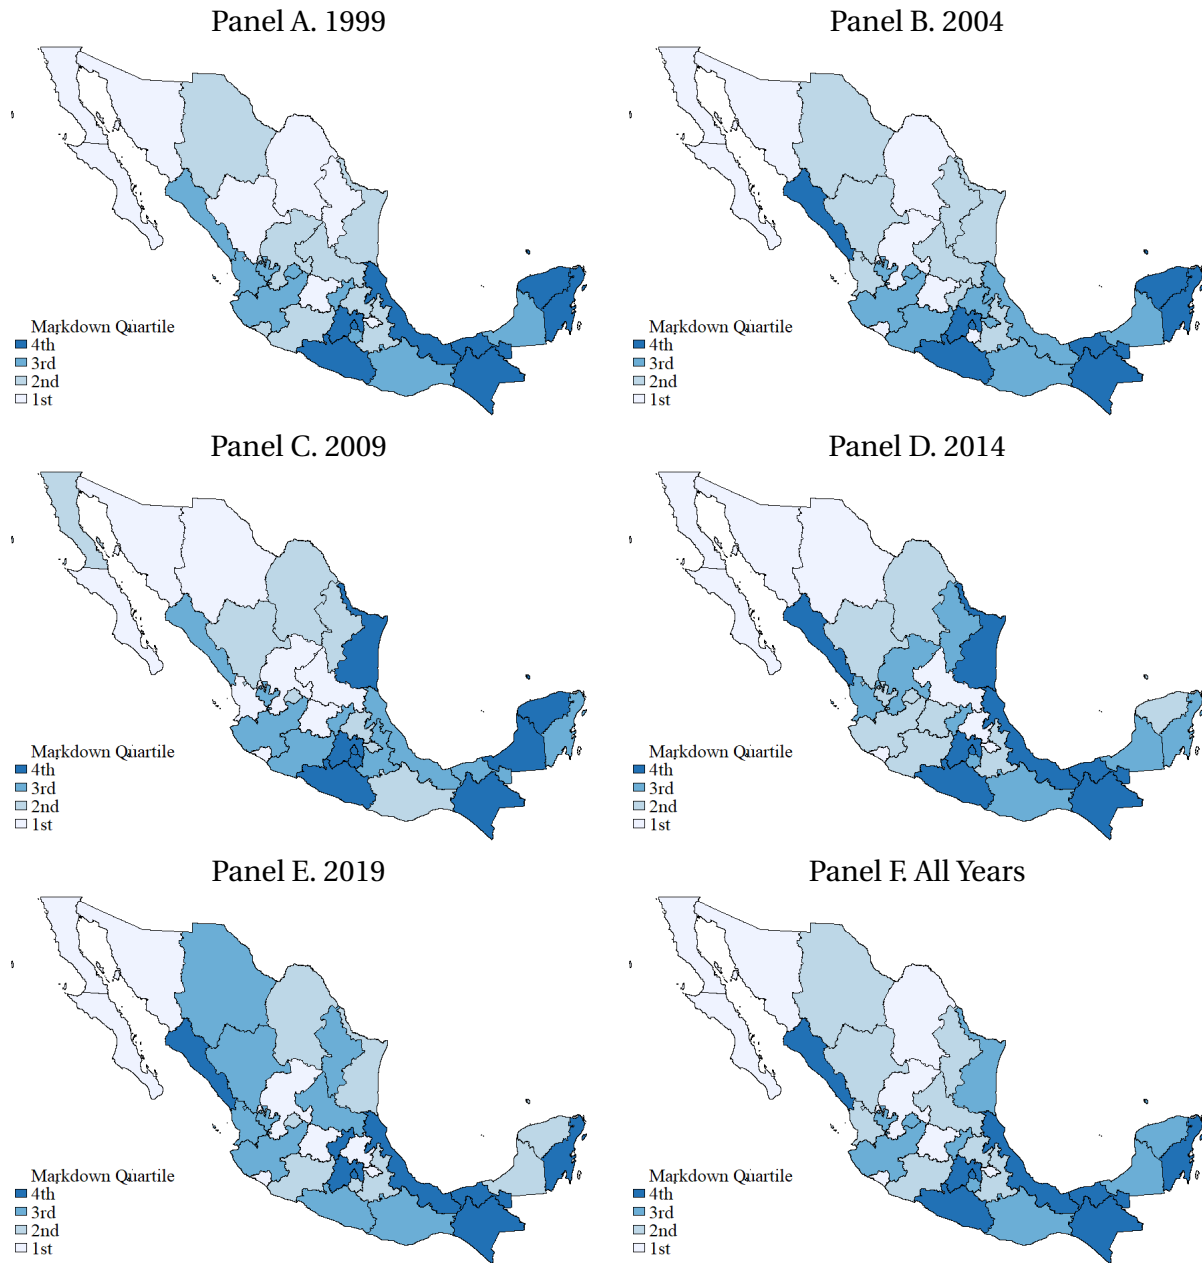 Panel A. 1999
Markdown Quartile
4th
3rd
2nd
1st
Panel B. 2004
Markdown Quartile
4th
3rd
2nd
1st
Panel C. 2009
Markdown Quartile
4th
3rd
2nd
1st
Panel D. 2014
Markdown Quartile
4th
3rd
2nd
1st
Panel E. 2019
Markdown Quartile
4th
3rd
2nd
1st
Panel F. All Years
Markdown Quartile
4th
3rd
2nd
1st